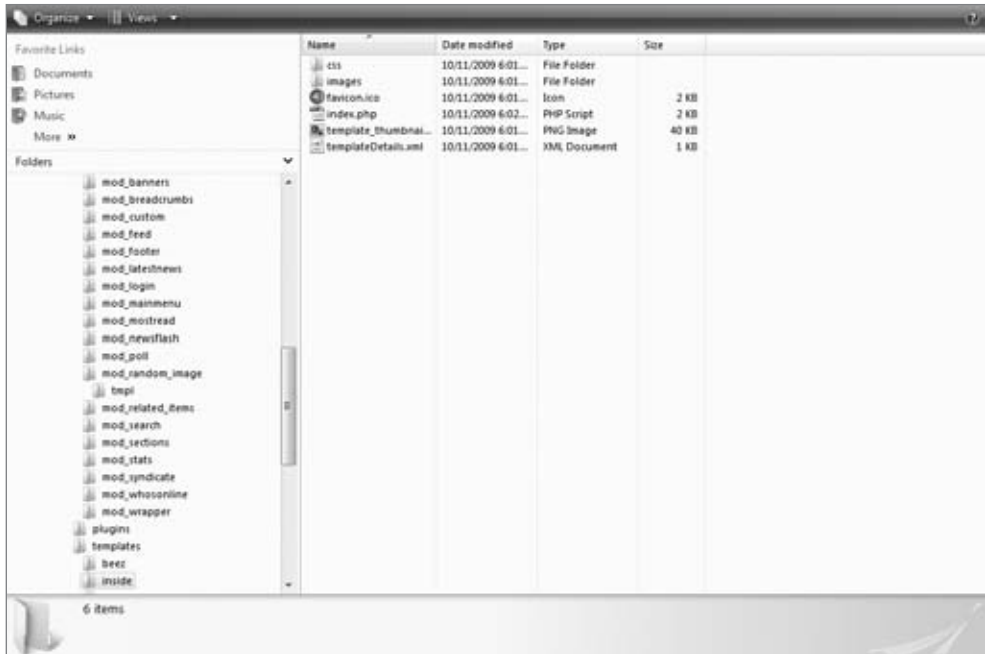 Organize Views
Favorite Links
Documents
Pictures
Music
More »
Folders
mod_banners
mod_breadcrumbs
mod_custom
mod_feed
mod_footer
mod_latestnews
mod_login
mod_mainmenu
mod_mostread
mod_newsflash
mod_poll
mod_random_image
tmpl
mod_related_items
mod_search
mod_sections
mod_stats
mod_syndicate
mod_whosonline
mod_wrapper
plugins
templates
beez
inside
Name Date modified Type Size
css 10/11/2009 6:01... File Folder
images 10/11/2009 6:01... File Folder
favicon.ico 10/11/2009 6:01... Icon 2 KB
index.php 10/11/2009 6:02... PHP Script 2 KB
template_thumbnai... 10/11/2009 6:01... PNG Image 40 KB
templateDetails.xml 10/11/2009 6:01... XML Document 1 KB
6 items